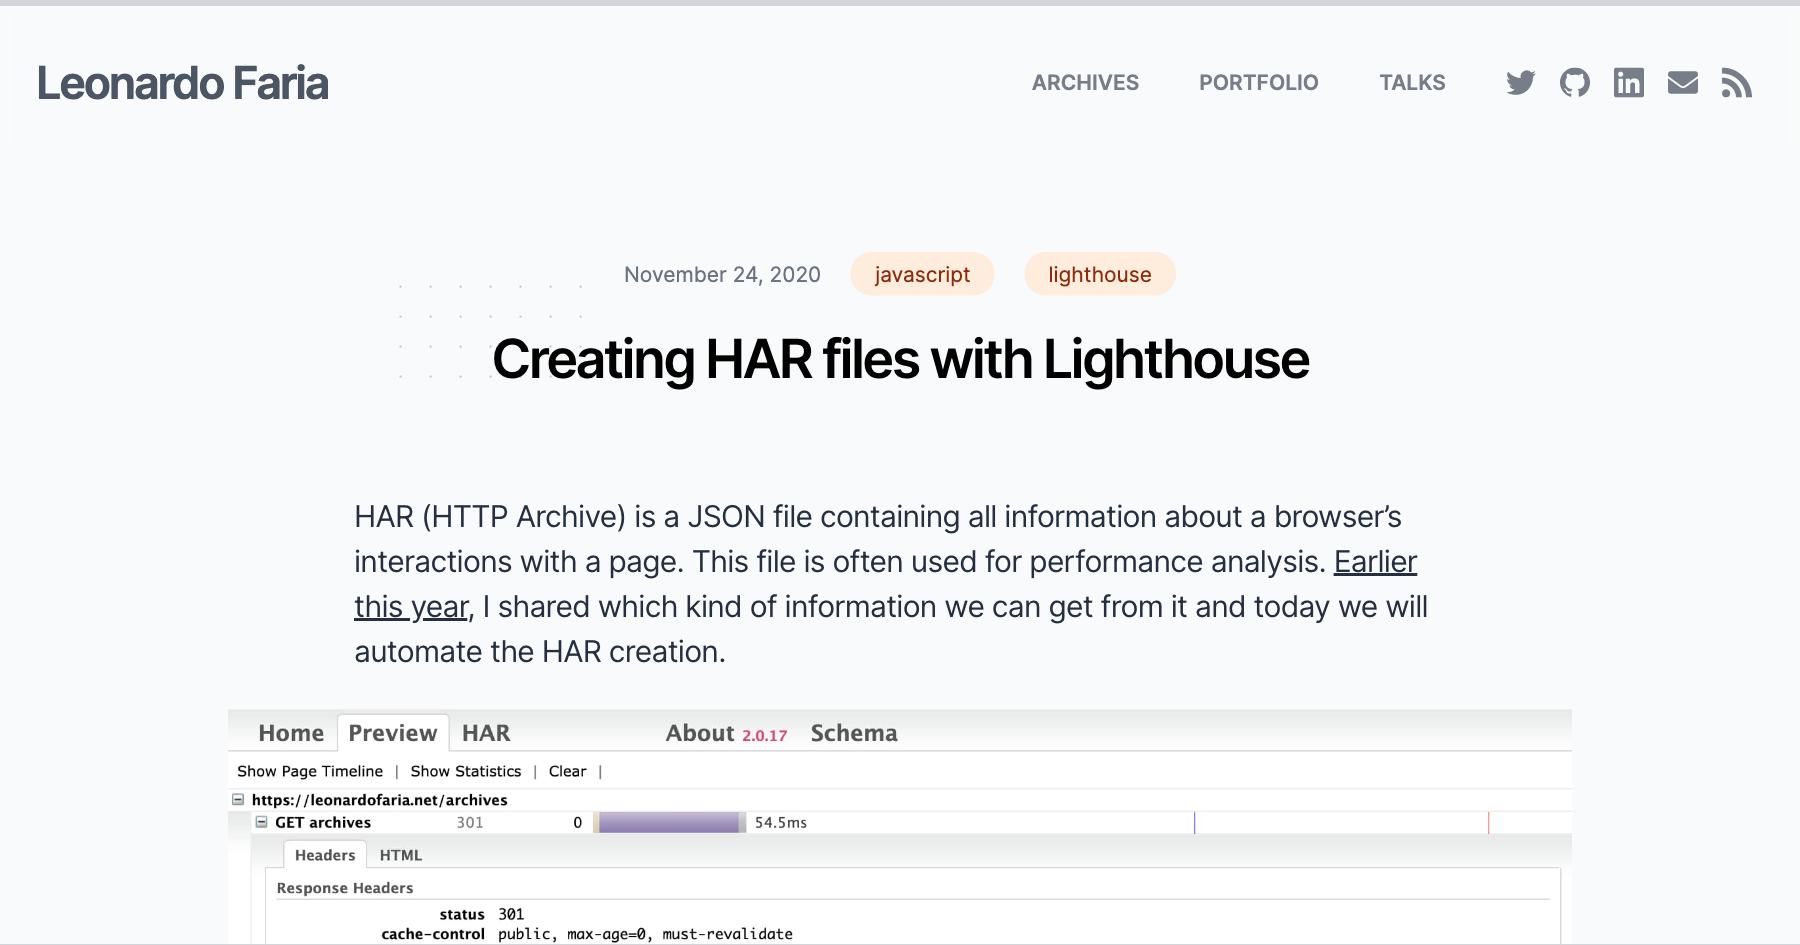 Leonardo Faria
ARCHIVES PORTFOLIO TALKS
November 24, 2020 javascript lighthouse
Creating HAR files with Lighthouse
HAR (HTTP Archive) is a JSON file containing all information about a browser’s
interactions with a page. This file is often used for performance analysis. Earlier
this year, I shared which kind of information we can get from it and today we will
automate the HAR creation.
Home Preview HAR About 2.0.17 Schema
Show Page Timeline | Show Statistics | Clear |
https://leonardofaria.net/archives
GET archives 301 0 54.5ms
Headers HTML
Response Headers
status 301
cache-control public, max-age=0, must-revalidate